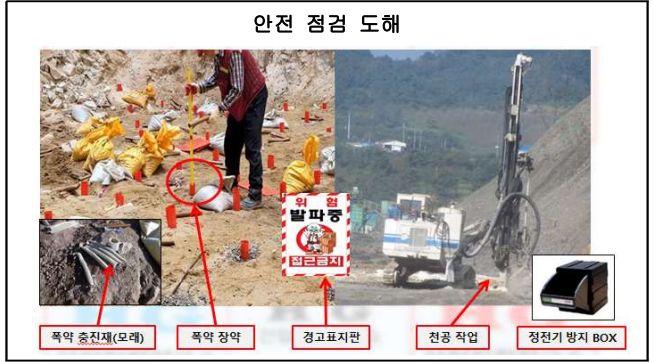 안전 점검 도해
위 험
발파중
접근금지
폭약 충진재(모래)
폭약 장약
경고표지판
천공 작업
정전기 방지 BOX